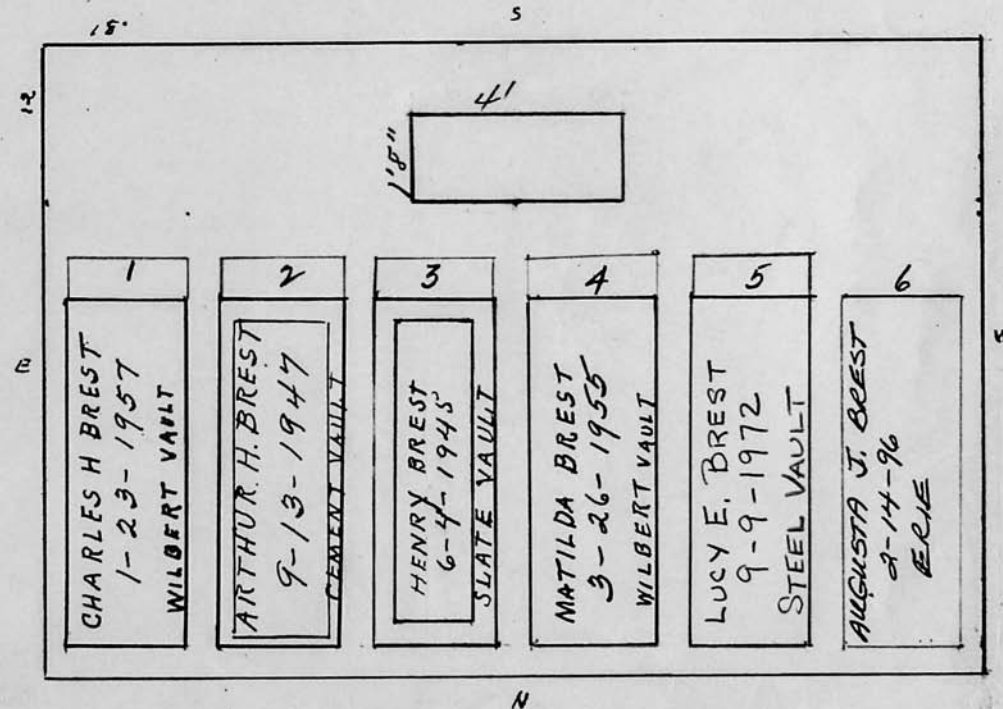 S
18'
12
4'
1'8"
E
1
CHARLES H BREST
1-23-1957
WILBERT VAULT
2
ARTHUR.H.BREST
9-13-1947
CEMENT VAULT
3
HENRY BREST
6-4-1945
SLATE VAULT
4
MATILDA BREST
3-26-1955
WILBERT VAULT
5
LUCY E. BREST
9-9-1972
STEEL VAULT
6
AUGUSTA J. BREST
2-14-96
ERIE
N